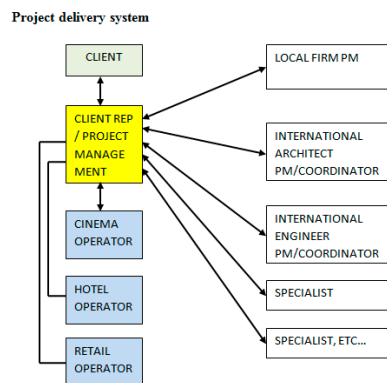 Project delivery system
CLIENT
CLIENT REP
/ PROJECT
MANAGE
MENT
CINEMA
OPERATOR
HOTEL
OPERATOR
RETAIL
OPERATOR
LOCAL FIRM PM
INTERNATIONAL
ARCHITECT
PM/COORDINATOR
INTERNATIONAL
ENGINEER
PM/COORDINATOR
SPECIALIST
SPECIALIST, ETC...